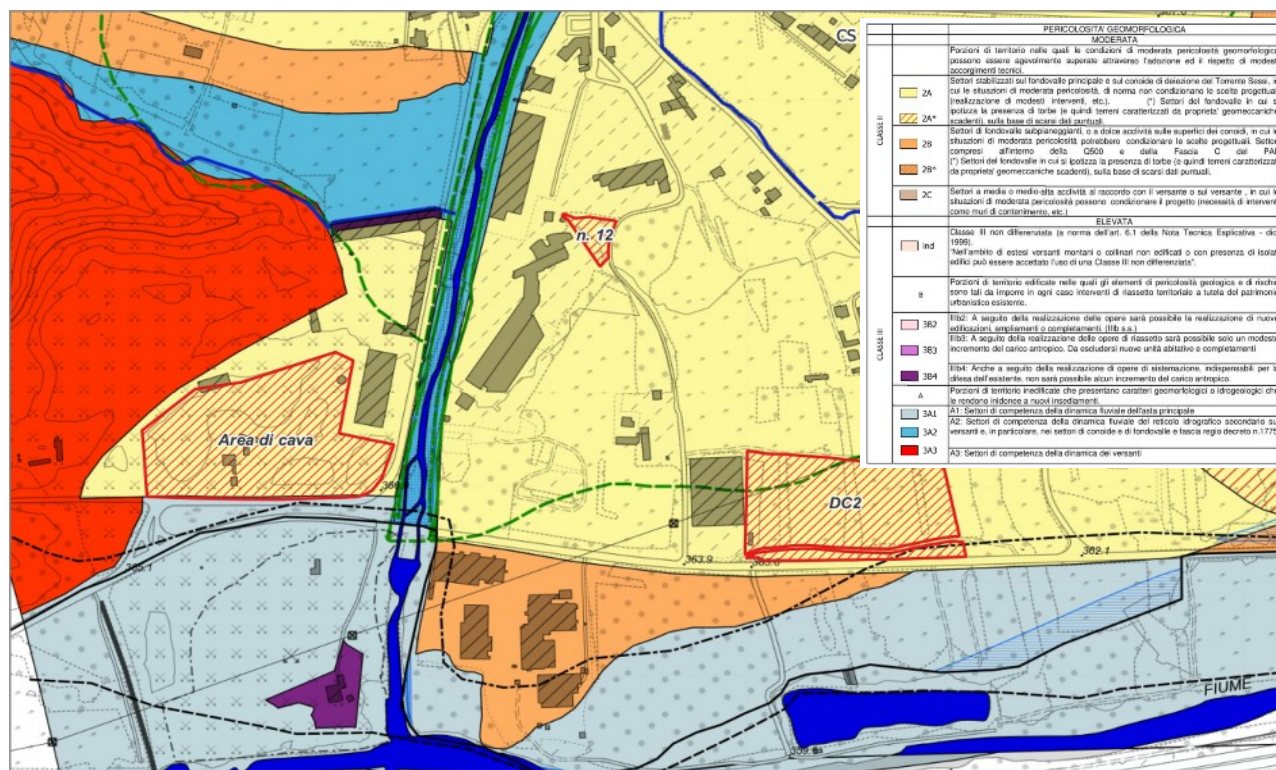 CS
n. 12
Area di cava
DC2
363.9
362.1
365.1
FIUME
PERICOLOSITA' GEOMORFOLOGICA
MODERATA
CLASSE II
Porzioni di territorio nelle quali le condizioni di moderata pericolosità geomorfologica
possono essere agevolmente superate attraverso l'adozione ed il rispetto di modesti
accorgimenti tecnici.
2A
2A*
Settori stabilizzati sul fondovalle principale e sul conoide di deiezione del Torrente Sessi, in
cui le situazioni di moderata pericolosità, di norma non condizionano le scelte progettuali
(realizzazione di modesti interventi, etc.). (*) Settori del fondovalle in cui si
ipotizza la presenza di torbe (e quindi terreni caratterizzati da proprieta' geomeccaniche
scadenti), sulla base di scarsi dati puntuali.
2B
2B*
Settori di fondovalle subpianeggianti, o a dolce acclività sulle superfici dei conoidi, in cui le
situazioni di moderata pericolosità potrebbero condizionare le scelte progettuali. Settori
compresi all'interno della Q500 e della Fascia C del PAI.
(*) Settori del fondovalle in cui si ipotizza la presenza di torbe (e quindi terreni caratterizzati
da proprieta' geomeccaniche scadenti), sulla base di scarsi dati puntuali.
2C
Settori a media o medio-alta acclività al raccordo con il versante o sul versante , in cui le
situazioni di moderata pericolosità possono condizionare il progetto (necessità di interventi
come muri di contenimento, etc.)
ELEVATA
CLASSE III
Ind
Classe III non differenziata (a norma dell'art. 6.1 della Nota Tecnica Esplicativa - dic.
1999).
"Nell'ambito di estesi versanti montani o collinari non edificati o con presenza di isolati
edifici può essere accettato l'uso di una Classe III non differenziata".
B
Porzioni di territorio edificate nelle quali gli elementi di pericolosità geologica e di rischio
sono tali da imporre in ogni caso interventi di riassetto territoriale a tutela del patrimonio
urbanistico esistente.
3B2
IIIb2: A seguito della realizzazione delle opere sarà possibile la realizzazione di nuove
edificazioni, ampliamenti o completamenti. (IIIb s.s.)
3B3
IIIb3: A seguito della realizzazione delle opere di riassetto sarà possibile solo un modesto
incremento del carico antropico. Da escludersi nuove unità abitative e completamenti
3B4
IIIb4: Anche a seguito della realizzazione di opere di sistemazione, indispensabili per la
difesa dell'esistente, non sarà possibile alcun incremento del carico antropico.
A
Porzioni di territorio inedificate che presentano caratteri geomorfologici o idrogeologici che
le rendono inidonee a nuovi insediamenti.
3A1
A1: Settori di competenza della dinamica fluviale dell'asta principale
3A2
A2: Settori di competenza della dinamica fluviale del reticolo idrografico secondario sui
versanti e, in particolare, nei settori di conoide e di fondovalle e fascia regio decreto n.1775
3A3
A3: Settori di competenza della dinamica dei versanti